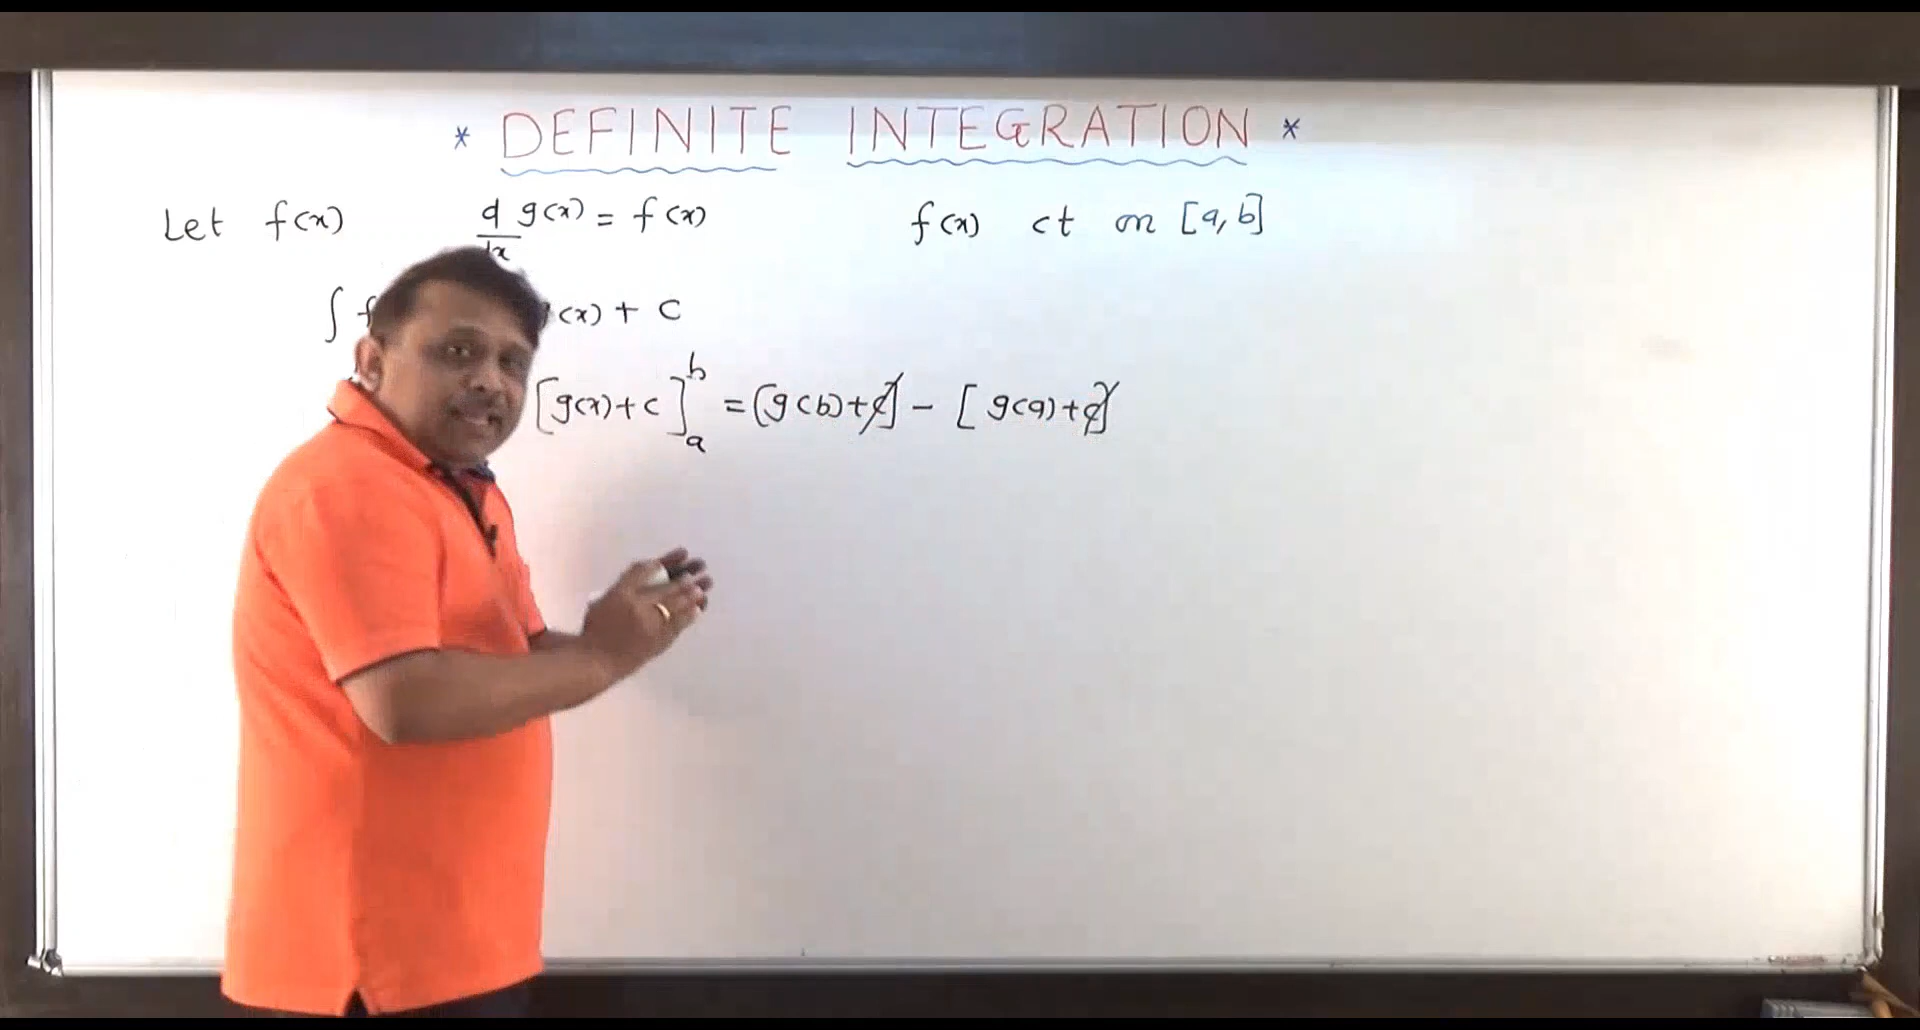 * DEFINITE INTEGRATION *
Let f(x) d/dx g(x) = f(x) f(x) ct on [a, b]
∫ f (x) + c
[g(x) + c]ᵇₐ = [g(b) + c] - [g(a) + c]